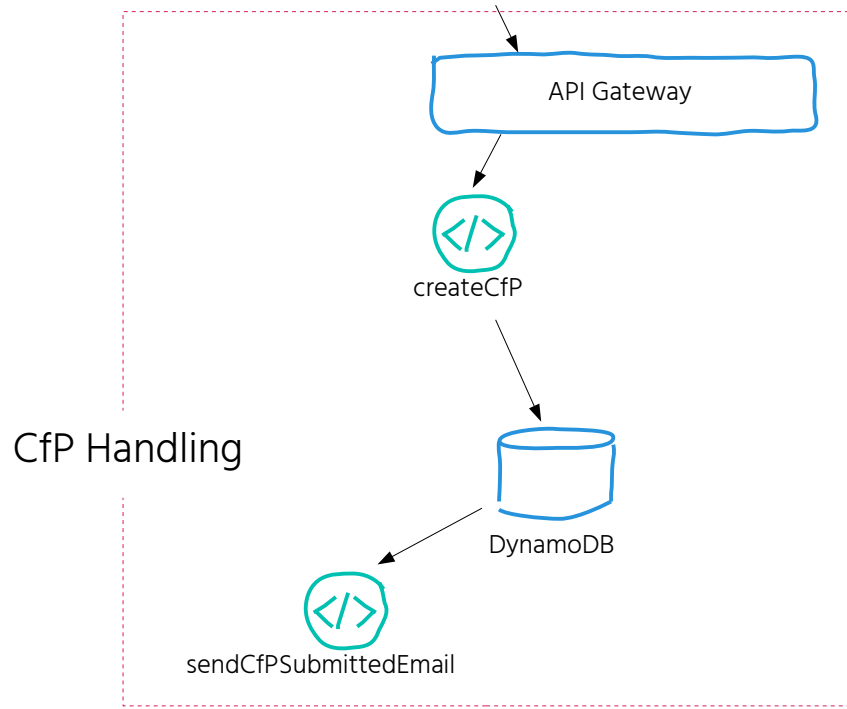 API Gateway
</>
createCfP
CfP Handling
DynamoDB
</>
sendCfPSubmittedEmail